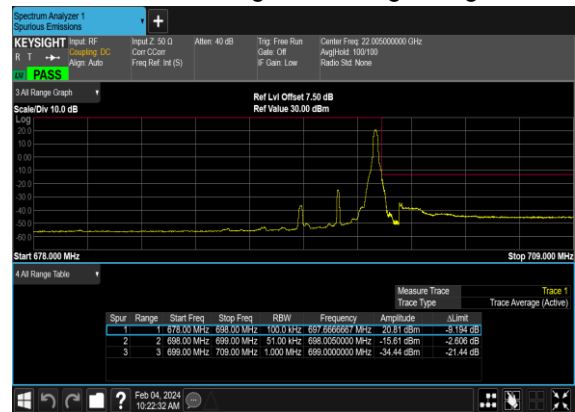 Spectrum Analyzer 1
Spurious Emissions
KEYSIGHT Input: RF Input Z: 50 Ω Atten: 40 dB Trig: Free Run Center Freq: 22.005000000 GHz
R T Coupling: DC Corr CCorr Gate: Off Avg|Hold: 100/100
Align: Auto Freq Ref: Int (S) IF Gain: Low Radio Std: None
PASS
3 All Range Graph
Ref Lvl Offset 7.50 dB
Scale/Div 10.0 dB Ref Value 30.00 dBm
Log
20.0
10.0
0.00
-10.0
-20.0
-30.0
-40.0
-50.0
-60.0
Start 678.000 MHz Stop 709.000 MHz
4 All Range Table
Measure Trace Trace 1
Trace Type Trace Average (Active)
Spur Range Start Freq Stop Freq RBW Frequency Amplitude ΔLimit
1 1 678.00 MHz 698.00 MHz 100.0 kHz 697.6666667 MHz 20.81 dBm -9.194 dB
2 2 698.00 MHz 699.00 MHz 51.00 kHz 698.0050000 MHz -15.61 dBm -2.606 dB
3 3 699.00 MHz 709.00 MHz 1.000 MHz 699.0000000 MHz -34.44 dBm -21.44 dB
? Feb 04, 2024
10:22:32 AM